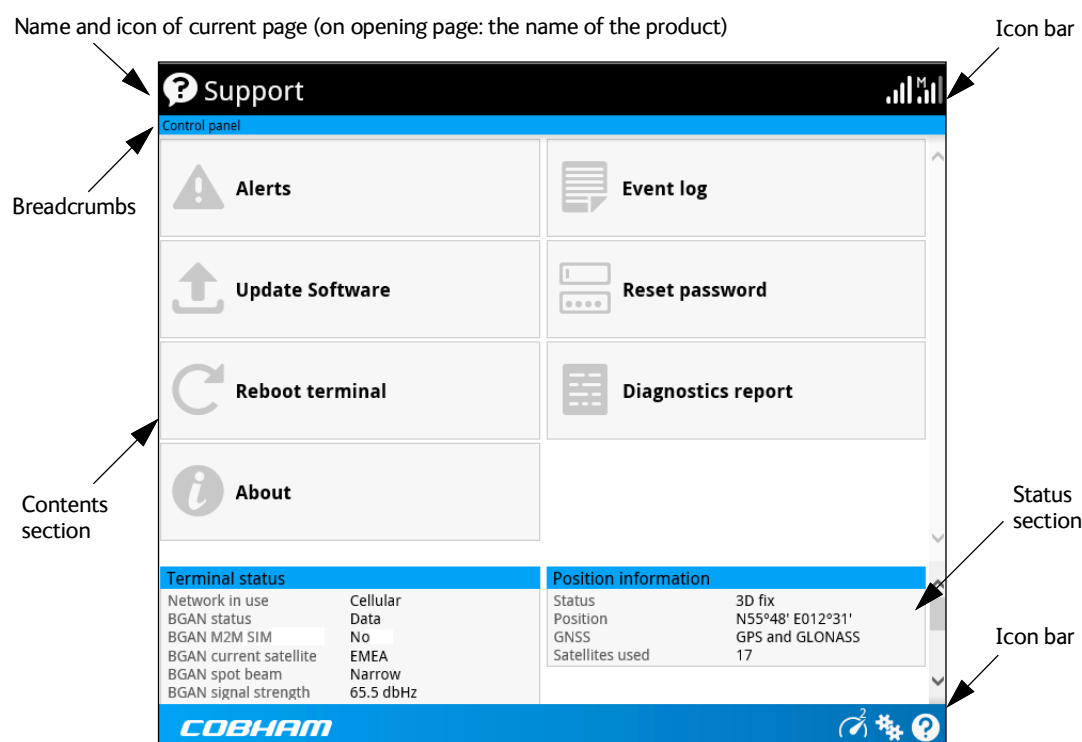 Name and icon of current page (on opening page: the name of the product)
Icon bar
Support
M
Control panel
Breadcrumbs
Alerts
Event log
Update Software
Reset password
Reboot terminal
Diagnostics report
About
Contents
section
Status
section
Terminal status
Network in use Cellular
BGAN status Data
BGAN M2M SIM No
BGAN current satellite EMEA
BGAN spot beam Narrow
BGAN signal strength 65.5 dbHz
Position information
Status 3D fix
Position N55°48' E012°31'
GNSS GPS and GLONASS
Satellites used 17
Icon bar
COBHAM
2